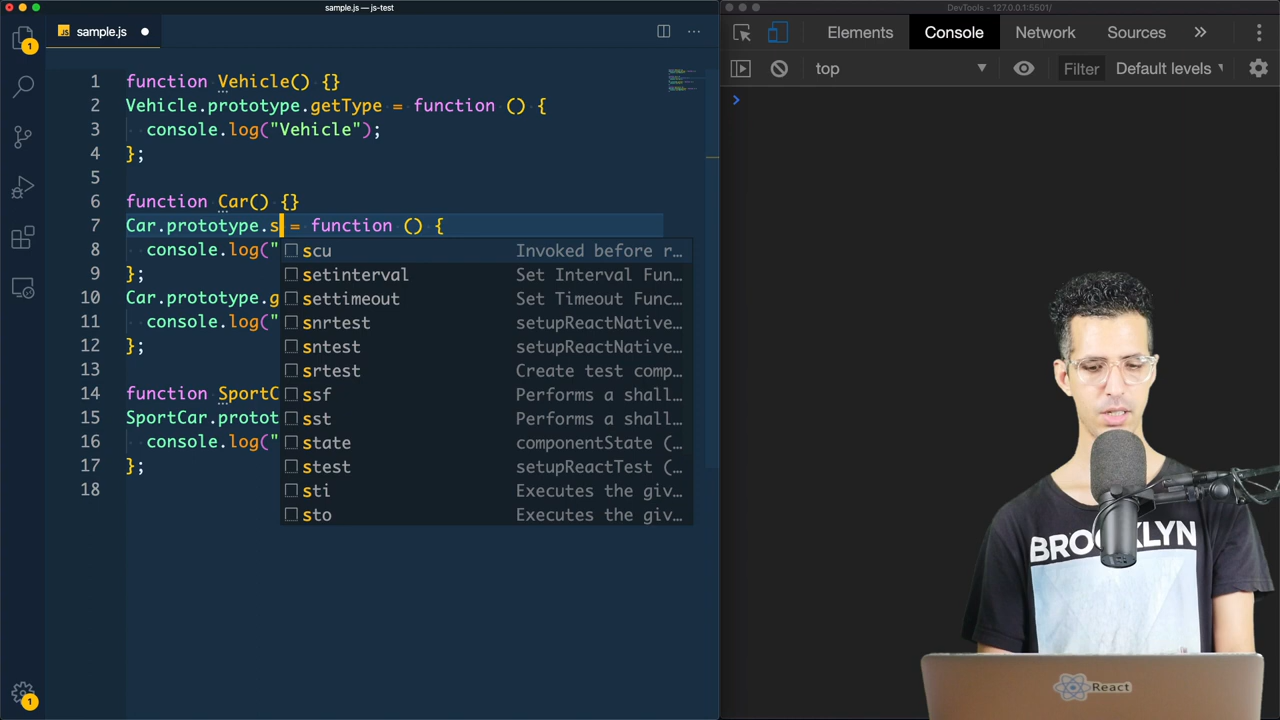 sample.js — js-test
DevTools - 127.0.0.1:5501/
JS sample.js
Elements Console Network Sources »
top Filter Default levels
1 function Vehicle() {}
2 Vehicle.prototype.getType = function () {
3 console.log("Vehicle");
4 };
5
6 function Car() {}
7 Car.prototype.s = function () {
8 console.log("
9 };
10 Car.prototype.g
11 console.log("
12 };
13
14 function SportC
15 SportCar.protot
16 console.log("
17 };
18
scu Invoked before r…
setinterval Set Interval Fun…
settimeout Set Timeout Func…
snrtest setupReactNative…
sntest setupReactNative…
srtest Create test comp…
ssf Performs a shall…
sst Performs a shall…
state componentState (…
stest setupReactTest (…
sti Executes the giv…
sto Executes the giv…
1
1
BROOKLYN
React